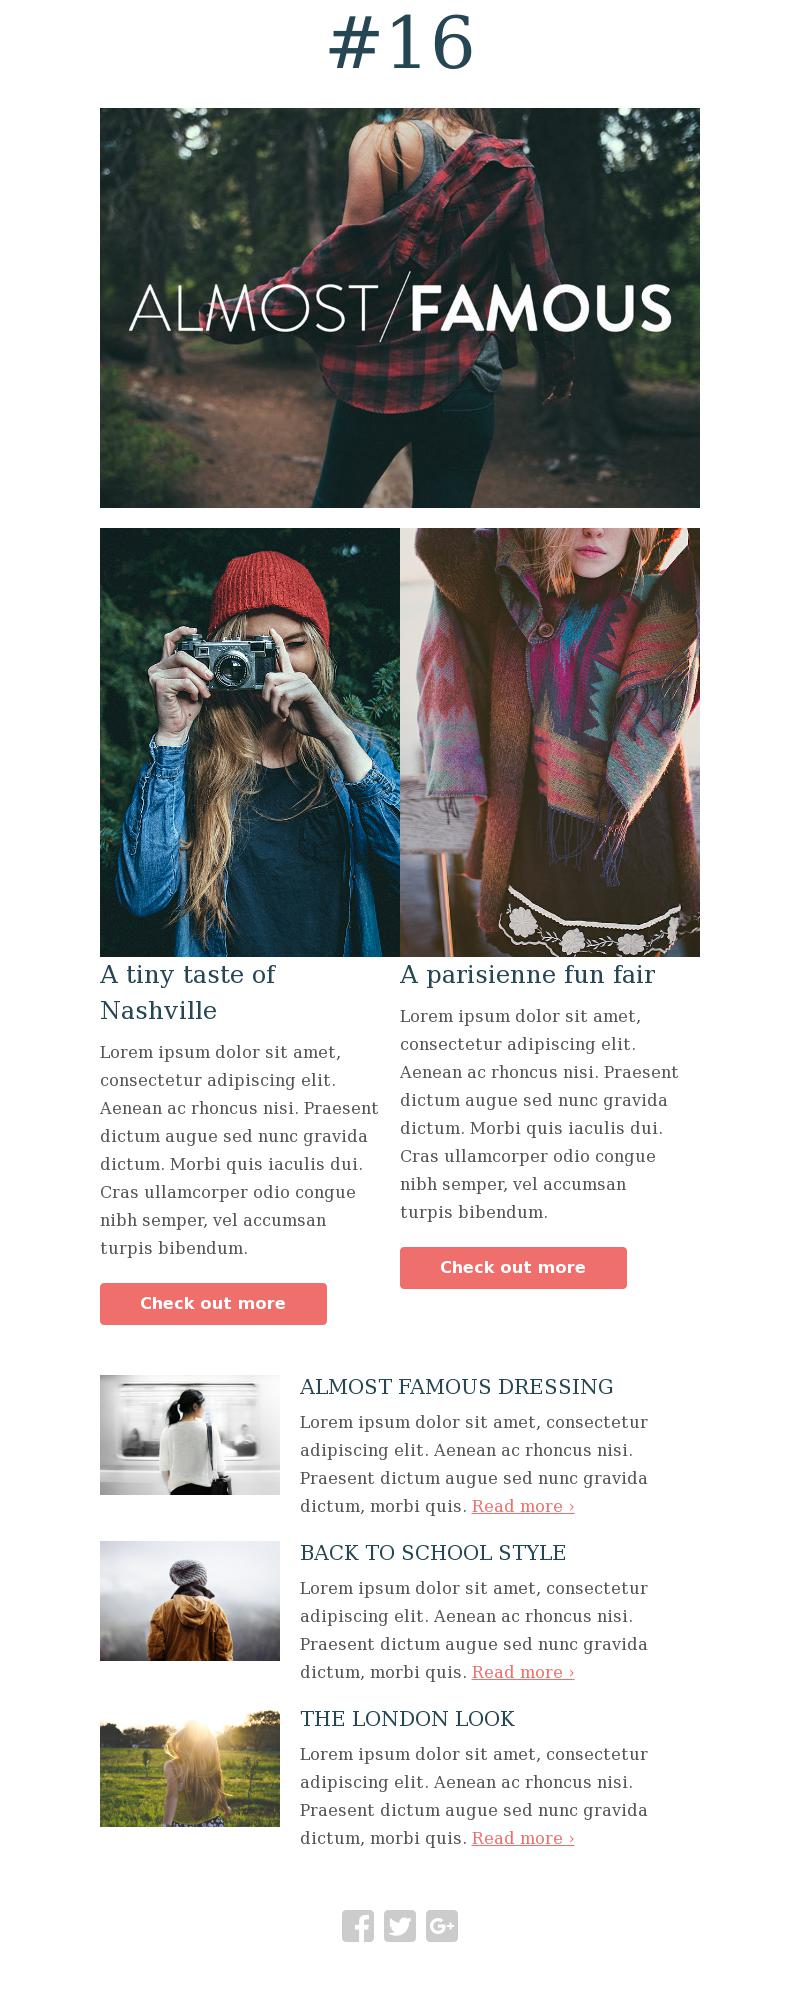 #16
ALMOST/FAMOUS
A tiny taste of
Nashville
Lorem ipsum dolor sit amet,
consectetur adipiscing elit.
Aenean ac rhoncus nisi. Praesent
dictum augue sed nunc gravida
dictum. Morbi quis iaculis dui.
Cras ullamcorper odio congue
nibh semper, vel accumsan
turpis bibendum.
Check out more
A parisienne fun fair
Lorem ipsum dolor sit amet,
consectetur adipiscing elit.
Aenean ac rhoncus nisi. Praesent
dictum augue sed nunc gravida
dictum. Morbi quis iaculis dui.
Cras ullamcorper odio congue
nibh semper, vel accumsan
turpis bibendum.
Check out more
ALMOST FAMOUS DRESSING
Lorem ipsum dolor sit amet, consectetur
adipiscing elit. Aenean ac rhoncus nisi.
Praesent dictum augue sed nunc gravida
dictum, morbi quis. Read more ›
BACK TO SCHOOL STYLE
Lorem ipsum dolor sit amet, consectetur
adipiscing elit. Aenean ac rhoncus nisi.
Praesent dictum augue sed nunc gravida
dictum, morbi quis. Read more ›
THE LONDON LOOK
Lorem ipsum dolor sit amet, consectetur
adipiscing elit. Aenean ac rhoncus nisi.
Praesent dictum augue sed nunc gravida
dictum, morbi quis. Read more ›